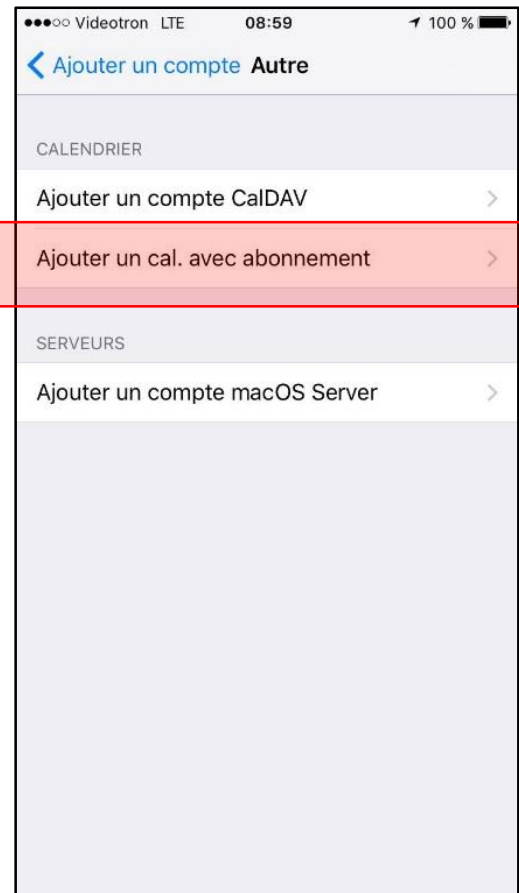 Videotron LTE 08:59 100 %
Ajouter un compte Autre
CALENDRIER
Ajouter un compte CalDAV
Ajouter un cal. avec abonnement
SERVEURS
Ajouter un compte macOS Server